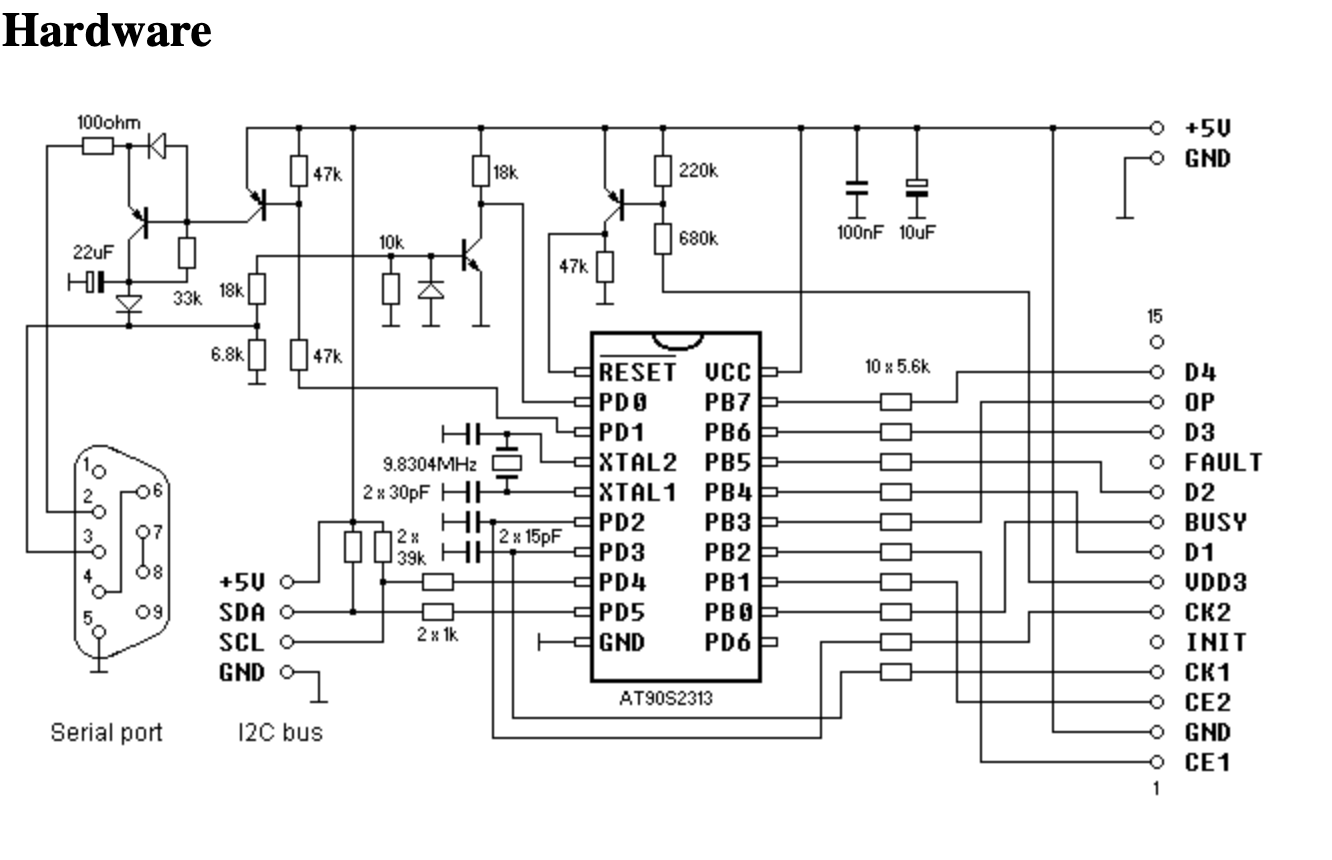 Hardware
100ohm
+5V
GND
47k
18k
220k
680k
100nF
10uF
22uF
33k
10k
47k
18k
6.8k
47k
15
10 x 5.6k
RESET
VCC
PD0
PB7
PD1
PB6
XTAL2
PB5
XTAL1
PB4
PD2
PB3
PD3
PB2
PD4
PB1
PD5
PB0
GND
PD6
AT90S2313
9.8304MHz
2 x 30pF
2 x 15pF
2 x
39k
2 x 1k
D4
OP
D3
FAULT
D2
BUSY
D1
VDD3
CK2
INIT
CK1
CE2
GND
CE1
1
1
2
3
4
5
6
7
8
9
+5V
SDA
SCL
GND
Serial port
I2C bus